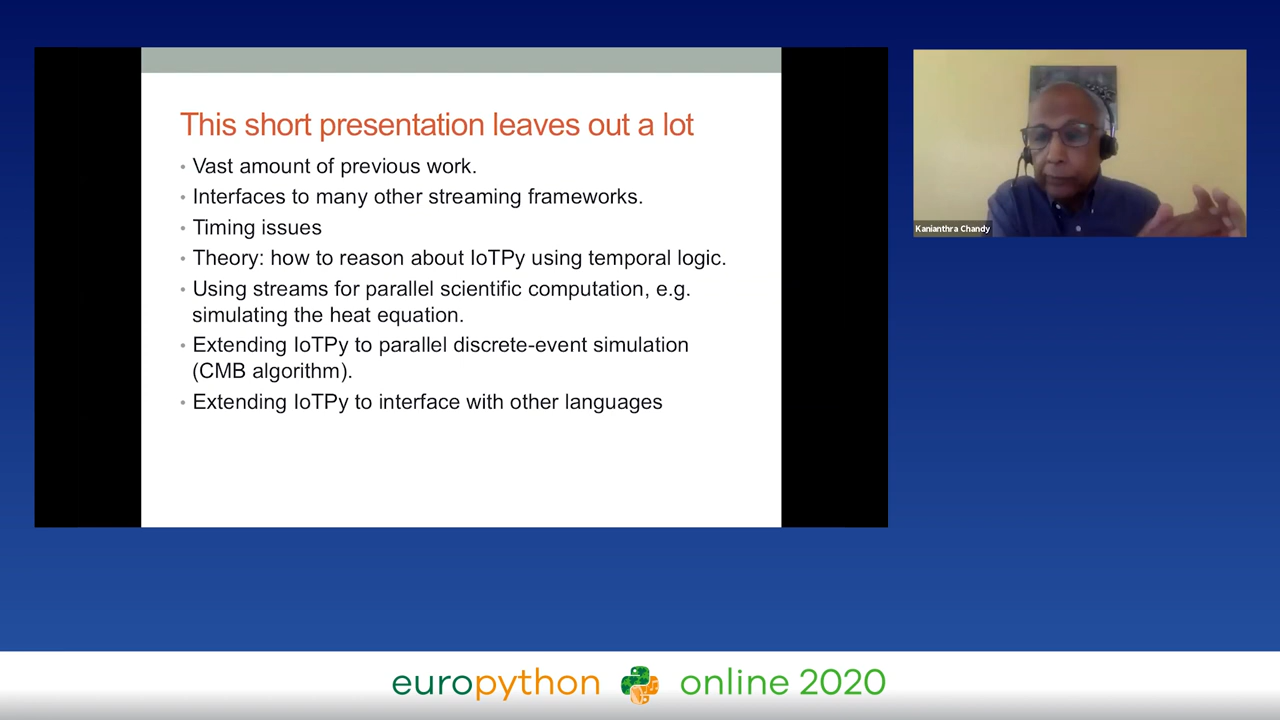 This short presentation leaves out a lot
• Vast amount of previous work.
• Interfaces to many other streaming frameworks.
• Timing issues
• Theory: how to reason about IoTPy using temporal logic.
• Using streams for parallel scientific computation, e.g.
simulating the heat equation.
• Extending IoTPy to parallel discrete-event simulation
(CMB algorithm).
• Extending IoTPy to interface with other languages
Kanianthra Chandy
europython online 2020